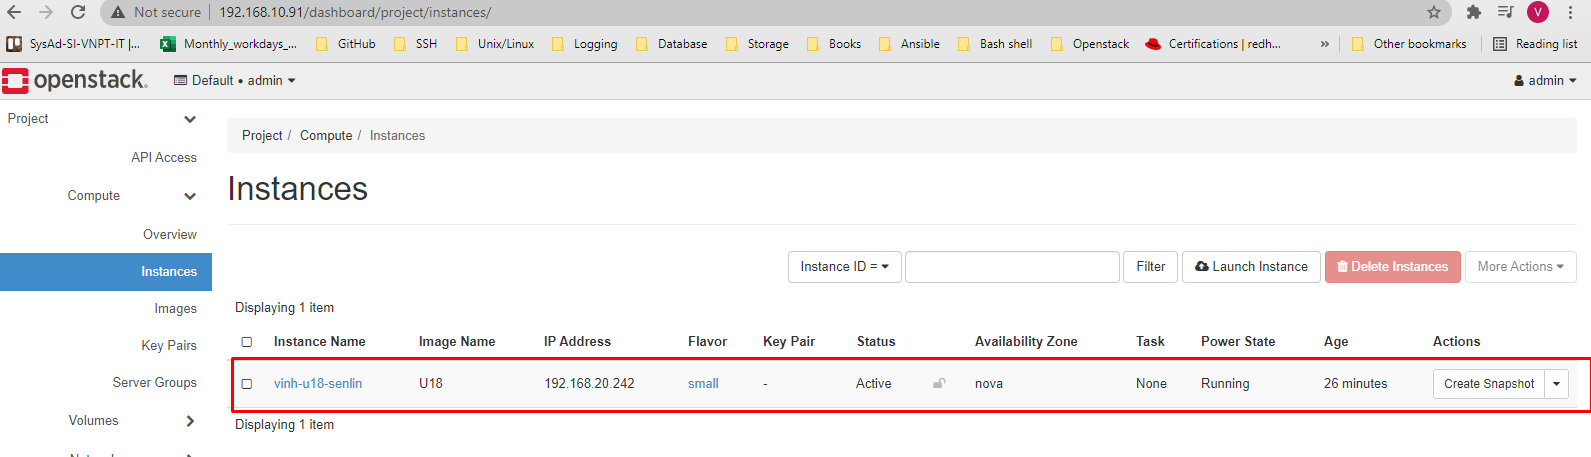 Not secure | 192.168.10.91/dashboard/project/instances/
V
SysAd-SI-VNPT-IT |... Monthly_workdays_... GitHub SSH Unix/Linux Logging Database Storage Books Ansible Bash shell Openstack Certifications | redh... » Other bookmarks Reading list
openstack. Default • admin admin
Project
Project / Compute / Instances
API Access
Compute
Instances
Overview
Instances
Instance ID = Filter Launch Instance Delete Instances More Actions
Images
Displaying 1 item
Key Pairs
Instance Name Image Name IP Address Flavor Key Pair Status Availability Zone Task Power State Age Actions
Server Groups
vinh-u18-senlin U18 192.168.20.242 small - Active nova None Running 26 minutes Create Snapshot
Volumes
Displaying 1 item